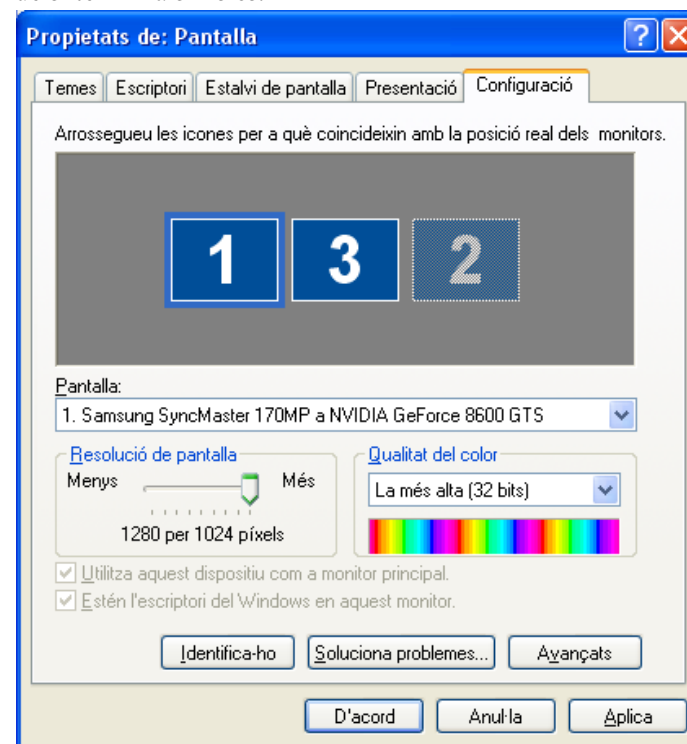 Propietats de: Pantalla
Temes Escriptori Estalvi de pantalla Presentació Configuració
Arrossegueu les icones per a què coincideixin amb la posició real dels monitors.
1 3 2
Pantalla:
1. Samsung SyncMaster 170MP a NVIDIA GeForce 8600 GTS
Resolució de pantalla
Menys Més
1280 per 1024 píxels
Qualitat del color
La més alta (32 bits)
Utilitza aquest dispositiu com a monitor principal.
Estén l'escriptori del Windows en aquest monitor.
Identifica-ho Soluciona problemes... Avançats
D'acord Anul·la Aplica